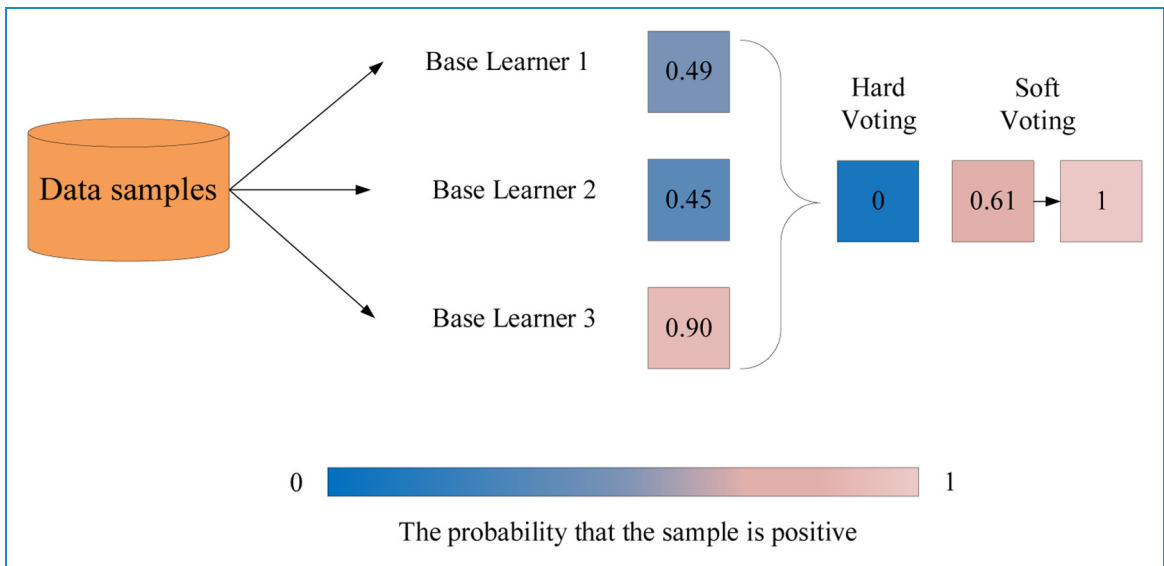 Data samples
Base Learner 1
0.49
Base Learner 2
0.45
Base Learner 3
0.90
Hard
Voting
0
Soft
Voting
0.61
1
0
1
The probability that the sample is positive